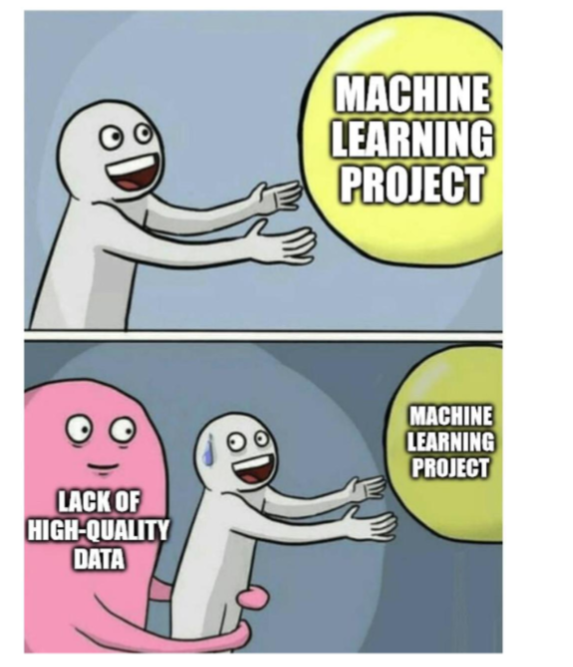 MACHINE
LEARNING
PROJECT
MACHINE
LEARNING
PROJECT
LACK OF
HIGH-QUALITY
DATA